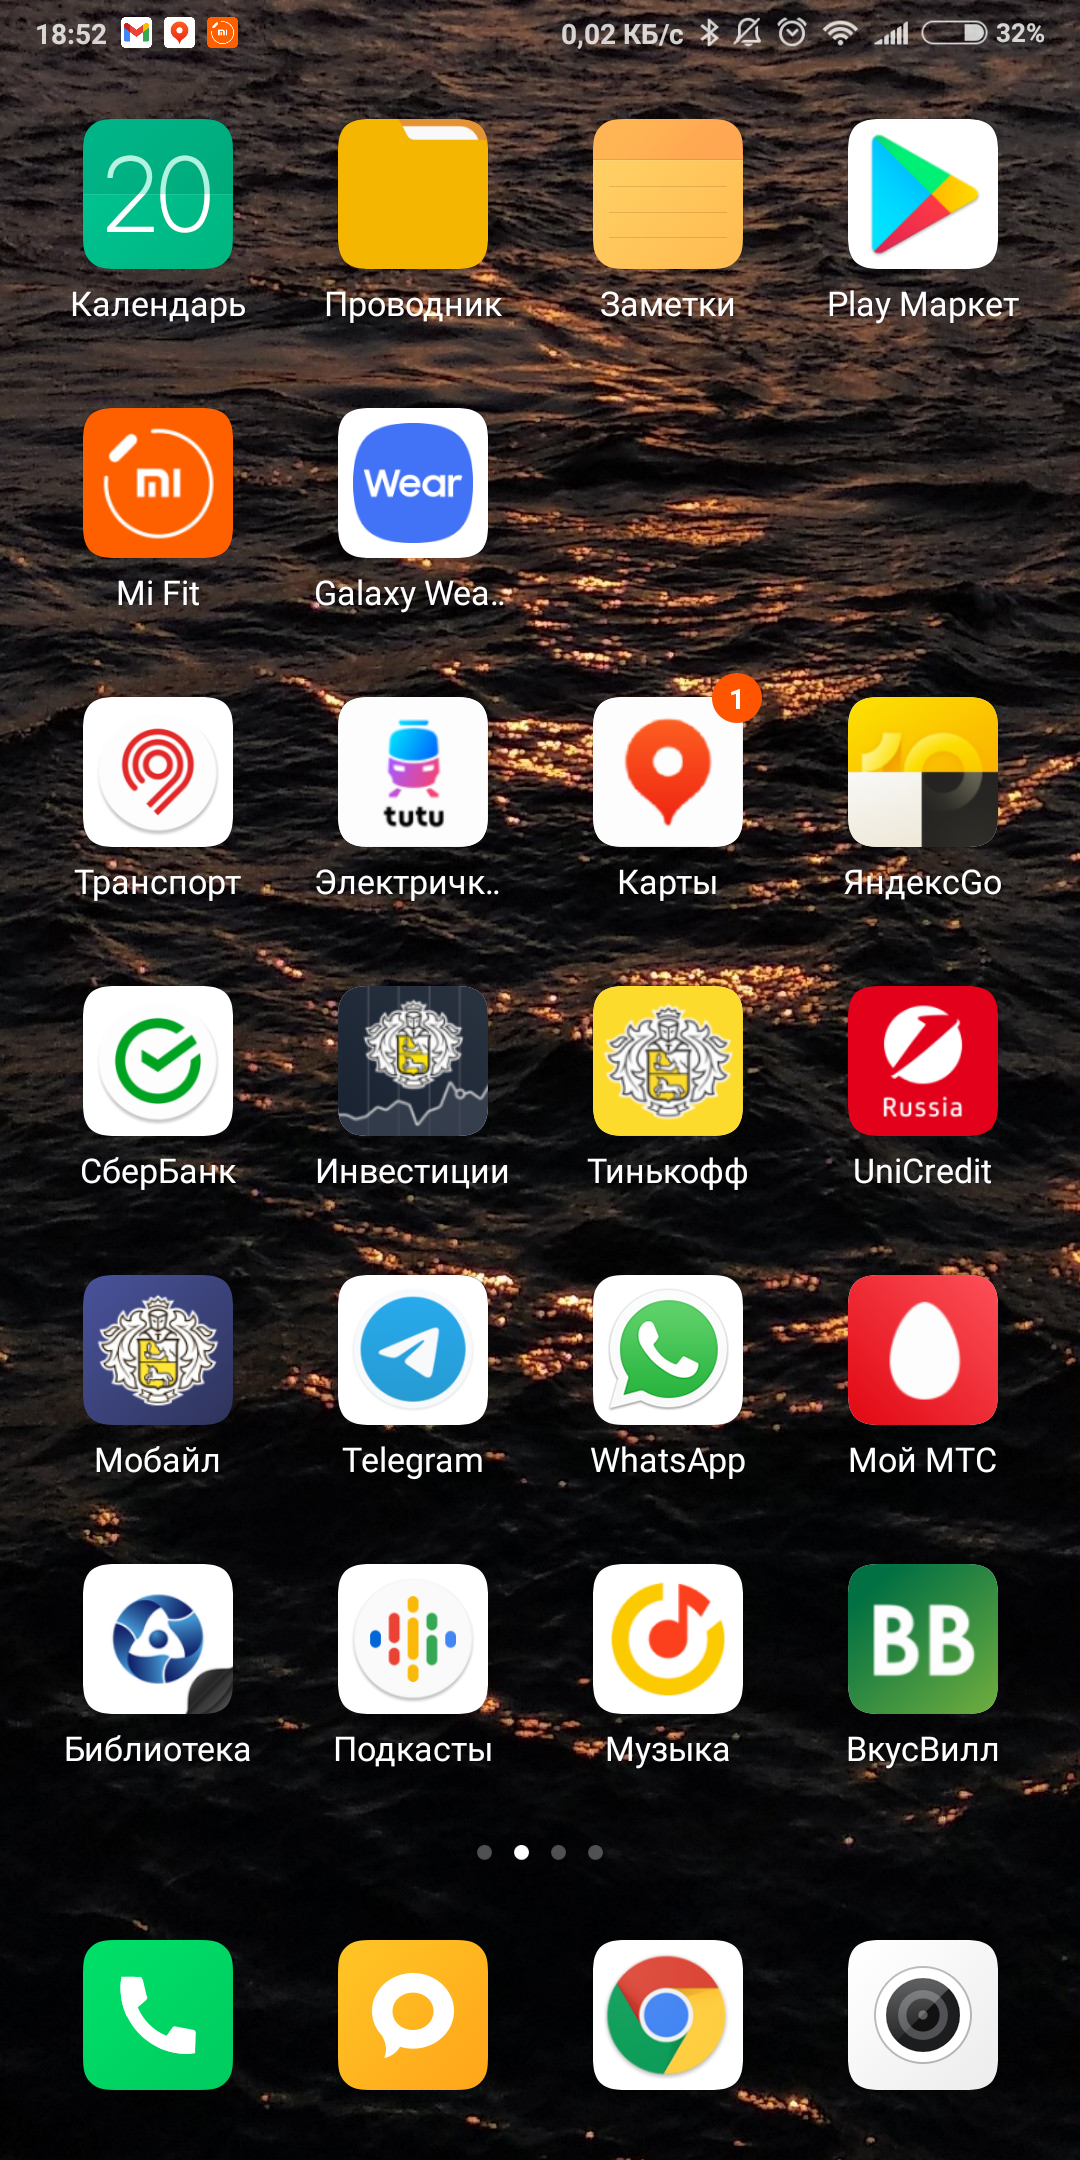 18:52 0,02 КБ/с 32%
20
Календарь Проводник Заметки Play Маркет
mi Wear
Mi Fit Galaxy Wea..
1
tutu 10
Транспорт Электричк.. Карты ЯндексGo
Russia
СберБанк Инвестиции Тинькофф UniCredit
Мобайл Telegram WhatsApp Мой МТС
ВВ
Библиотека Подкасты Музыка ВкусВилл